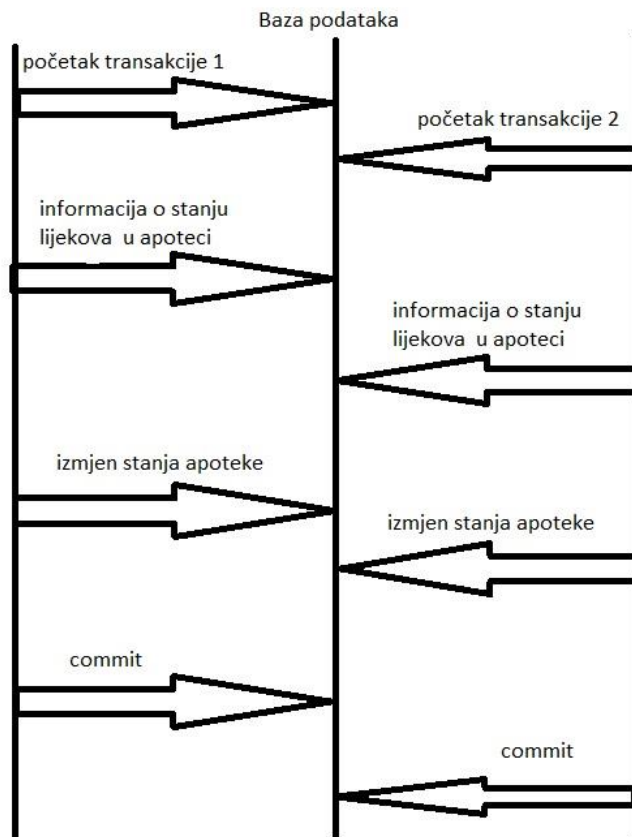 Baza podataka
početak transakcije 1
početak transakcije 2
informacija o stanju
lijekova u apoteci
informacija o stanju
lijekova u apoteci
izmjen stanja apoteke
izmjen stanja apoteke
commit
commit